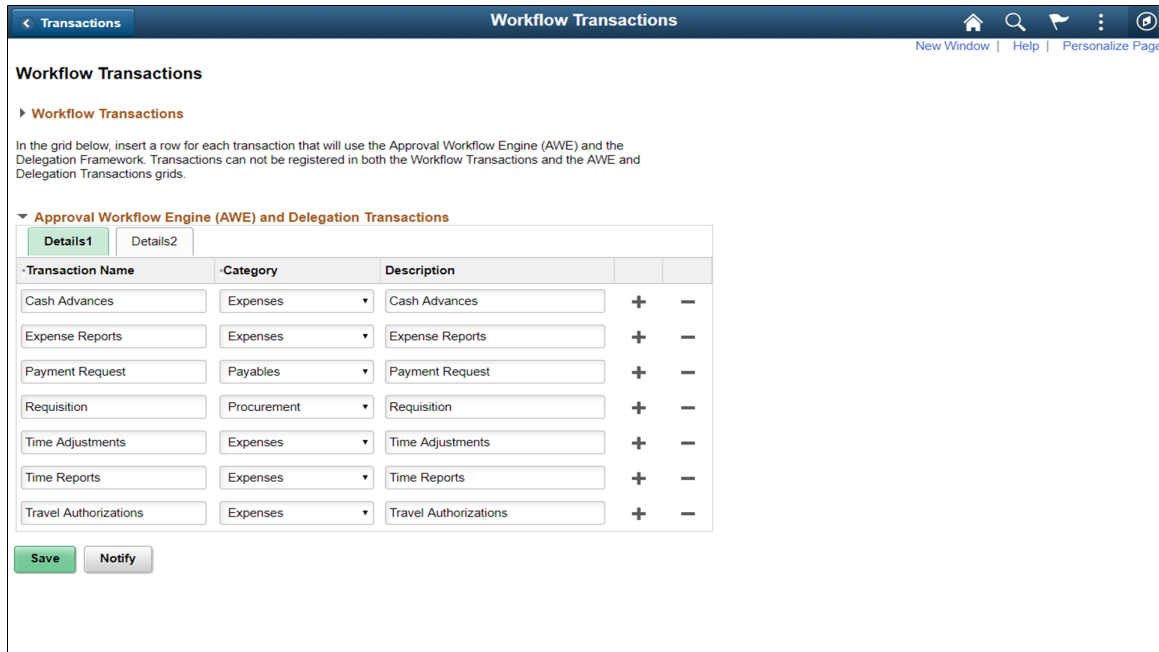 Transactions
Workflow Transactions
New Window | Help | Personalize Page
Workflow Transactions
Workflow Transactions
In the grid below, insert a row for each transaction that will use the Approval Workflow Engine (AWE) and the
Delegation Framework. Transactions can not be registered in both the Workflow Transactions and the AWE and
Delegation Transactions grids.
Approval Workflow Engine (AWE) and Delegation Transactions
Details1 Details2
*Transaction Name *Category Description
Cash Advances Expenses Cash Advances
Expense Reports Expenses Expense Reports
Payment Request Payables Payment Request
Requisition Procurement Requisition
Time Adjustments Expenses Time Adjustments
Time Reports Expenses Time Reports
Travel Authorizations Expenses Travel Authorizations
Save Notify